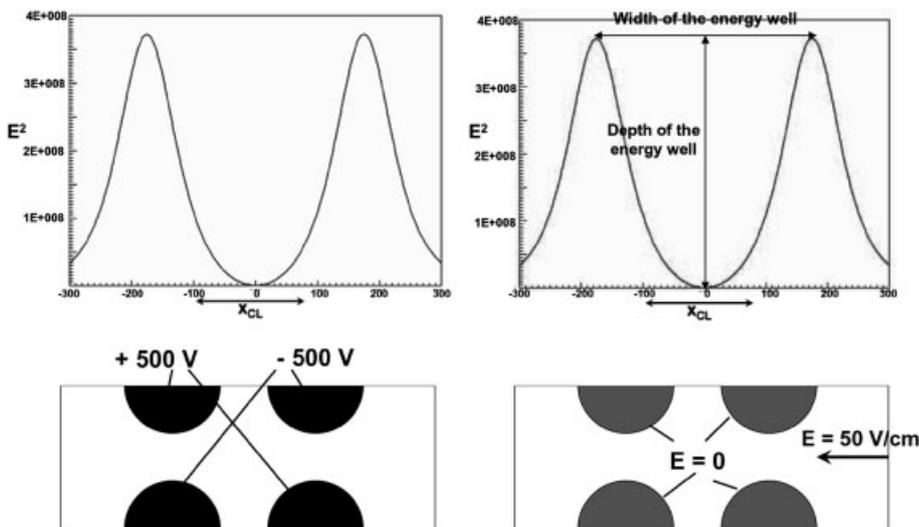 4E+008
3E+008
E²
2E+008
1E+008
-300 -200 -100 0 100 200 300
X_CL
4E+008
Width of the energy well
3E+008
E²
Depth of the
energy well
2E+008
1E+008
-300 -200 -100 0 100 200 300
X_CL
+ 500 V - 500 V
E = 50 V/cm
E = 0